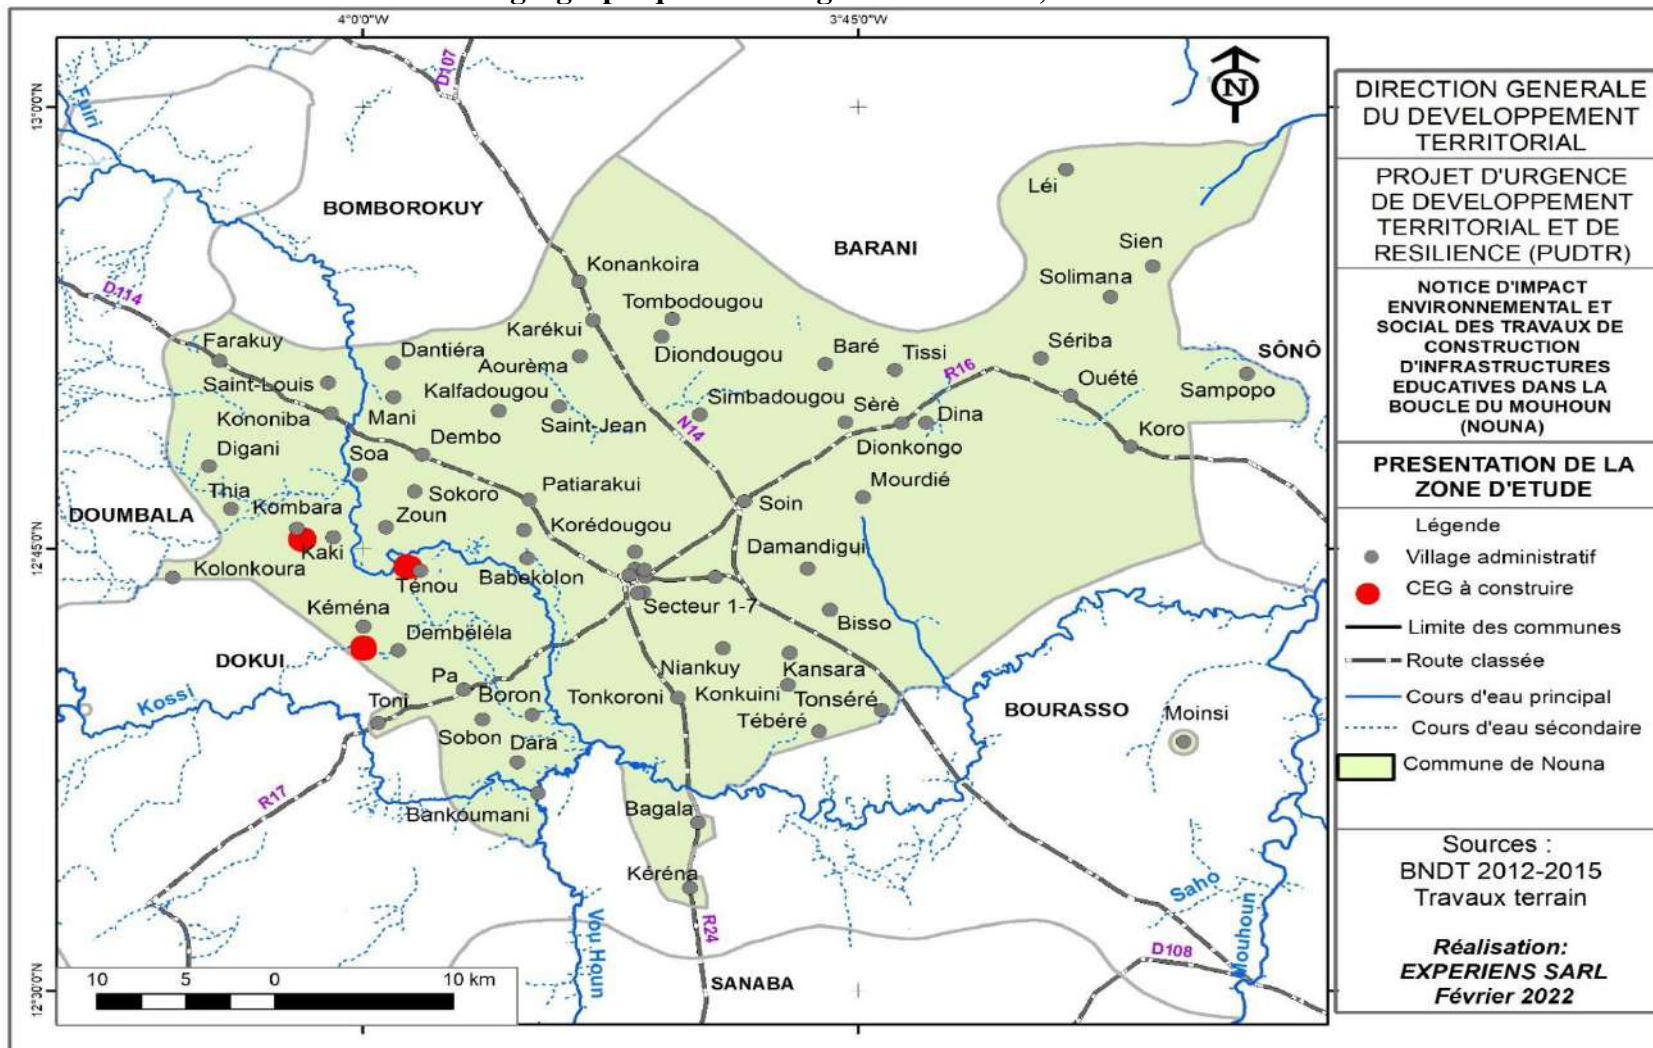 4°0'0"W
3°45'0"W
13°0'0"N
12°45'0"N
12°30'0"N
N
Fuiri
D107
BOMBOROKUY
BARANI
Léi
Sien
Solimana
D114
Konankoira
Tombodougou
Karékui
Diondougou
Farakuy
Dantiéra
Aourèma
Baré
Tissi
Sériba
SÔNÔ
Saint-Louis
Kalfadougou
Simbadougou
R16
Ouété
Sampopo
Kononiba
Mani
Saint-Jean
N14
Sèrè
Dina
Digani
Soa
Dembo
Dionkongo
Koro
Thia
Sokoro
Patiarakui
Soin
Mourdié
DOUMBALA
Kombara
Zoun
Korédougou
Kaki
Damandigui
Kolonkoura
Ténou
Babekolon
Kéména
Secteur 1-7
Bisso
Dembëléla
DOKUI
Niankuy
Kansara
Pa
Boron
Tonkoroni
Konkuini
Tonséré
Kossi
Toni
Tébéré
BOURASSO
Moinsi
Sobon
Dara
R17
Bankoumani
Bagala
Kéréna
Saho
Vou Houn
R24
Mouhoun
D108
SANABA
10 5 0 10 km
DIRECTION GENERALE
DU DEVELOPPEMENT
TERRITORIAL
PROJET D'URGENCE
DE DEVELOPPEMENT
TERRITORIAL ET DE
RESILIENCE (PUDTR)
NOTICE D'IMPACT
ENVIRONNEMENTAL ET
SOCIAL DES TRAVAUX DE
CONSTRUCTION
D'INFRASTRUCTURES
EDUCATIVES DANS LA
BOUCLE DU MOUHOUN
(NOUNA)
PRESENTATION DE LA
ZONE D'ETUDE
Légende
Village administratif
CEG à construire
Limite des communes
Route classée
Cours d'eau principal
Cours d'eau sécondaire
Commune de Nouna
Sources :
BNDT 2012-2015
Travaux terrain
Réalisation:
EXPERIENS SARL
Février 2022